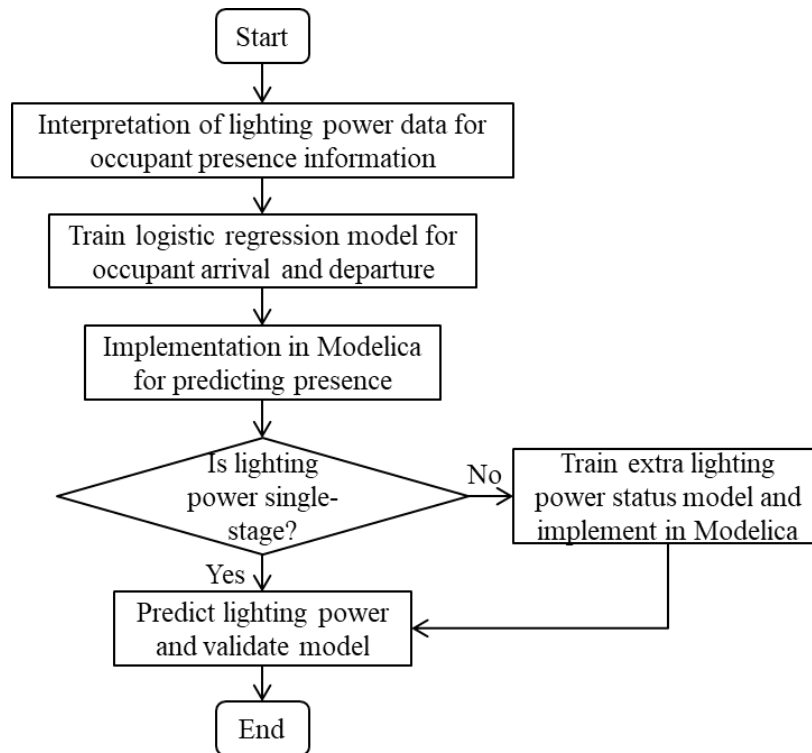 Start
Interpretation of lighting power data for
occupant presence information
Train logistic regression model for
occupant arrival and departure
Implementation in Modelica
for predicting presence
Is lighting
power single-
stage?
No
Train extra lighting
power status model and
implement in Modelica
Yes
Predict lighting power
and validate model
End